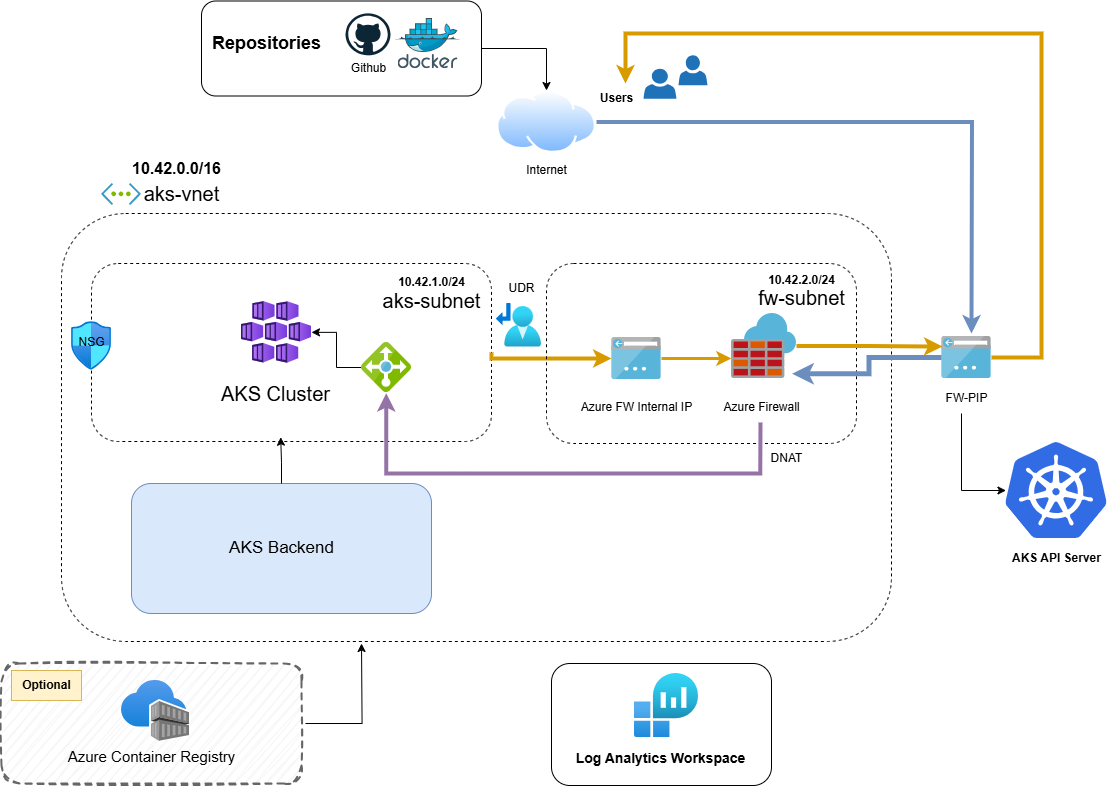 Repositories
Github
docker
Users
Internet
10.42.0.0/16
aks-vnet
10.42.1.0/24
aks-subnet
UDR
10.42.2.0/24
fw-subnet
NSG
AKS Cluster
Azure FW Internal IP
Azure Firewall
FW-PIP
DNAT
AKS Backend
AKS API Server
Optional
Azure Container Registry
Log Analytics Workspace